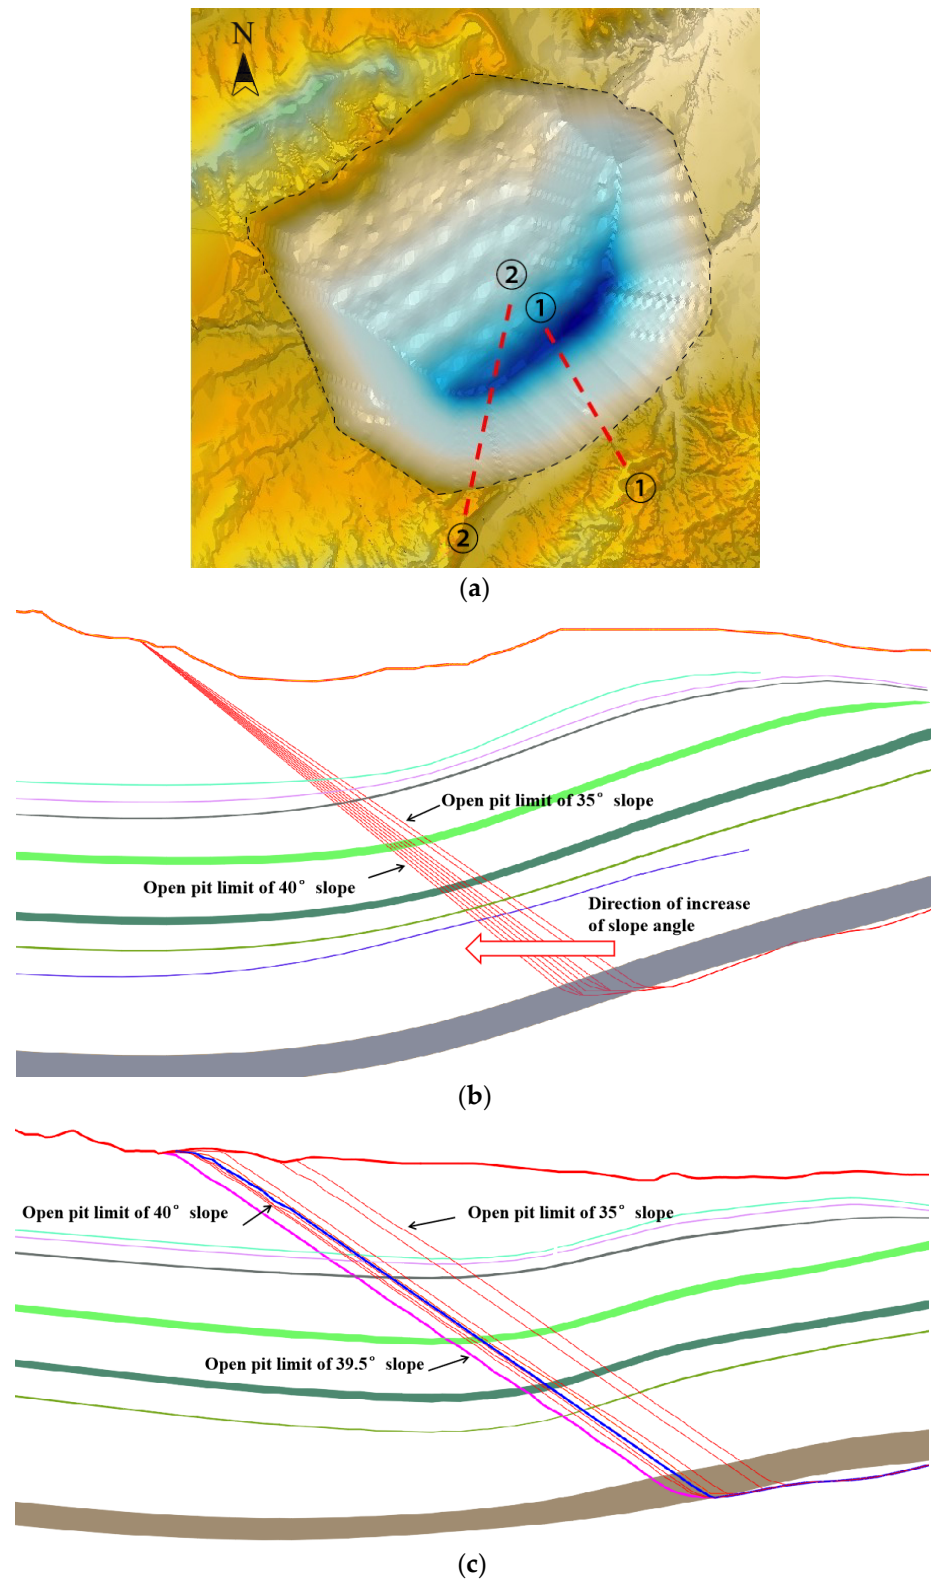 N
②
①
①
②
(a)
Open pit limit of 35° slope
Open pit limit of 40° slope
Direction of increase
of slope angle
(b)
Open pit limit of 40° slope
Open pit limit of 35° slope
Open pit limit of 39.5° slope
(c)